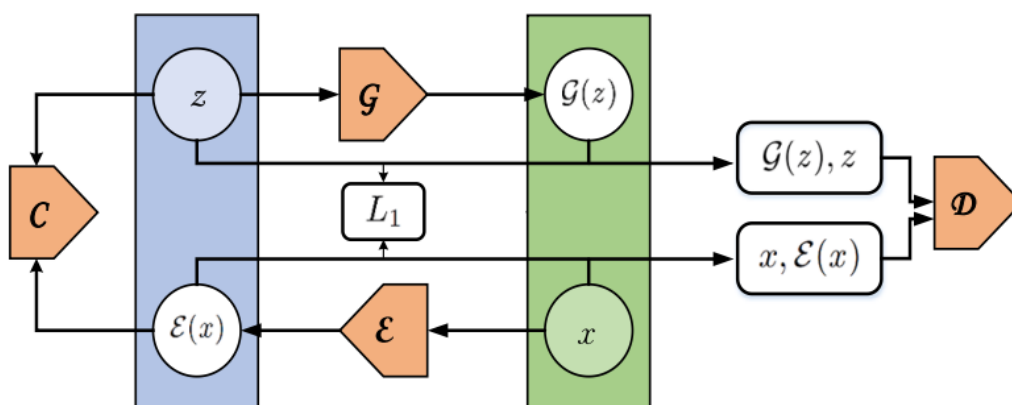 z
𝒢
𝒢(z)
𝒢(z), z
C
L₁
𝒟
x, ℰ(x)
ℰ(x)
ℰ
x